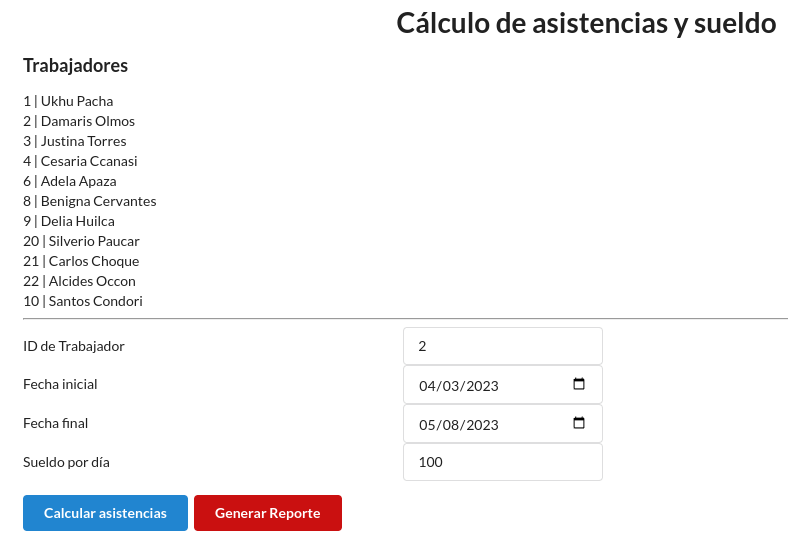 Cálculo de asistencias y sueldo
Trabajadores
1 | Ukhu Pacha
2 | Damaris Olmos
3 | Justina Torres
4 | Cesaria Ccanasi
6 | Adela Apaza
8 | Benigna Cervantes
9 | Delia Huilca
20 | Silverio Paucar
21 | Carlos Choque
22 | Alcides Occon
10 | Santos Condori
ID de Trabajador 2
Fecha inicial 04/03/2023
Fecha final 05/08/2023
Sueldo por día 100
Calcular asistencias Generar Reporte